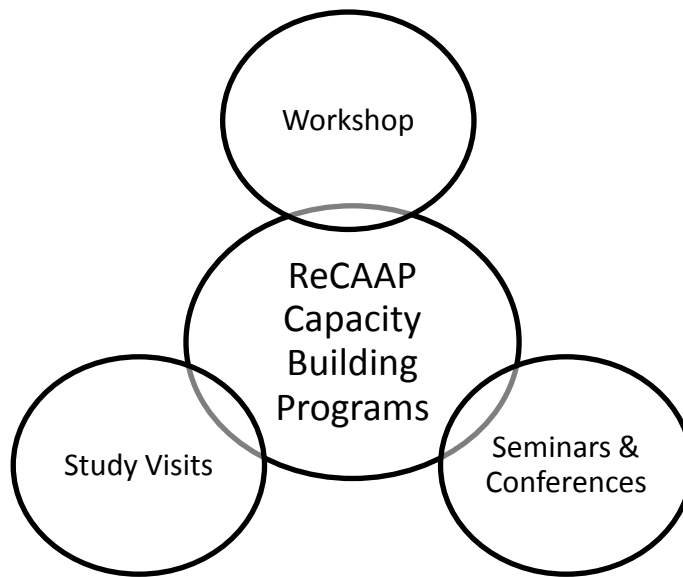 Workshop
ReCAAP
Capacity
Building
Programs
Study Visits
Seminars &
Conferences